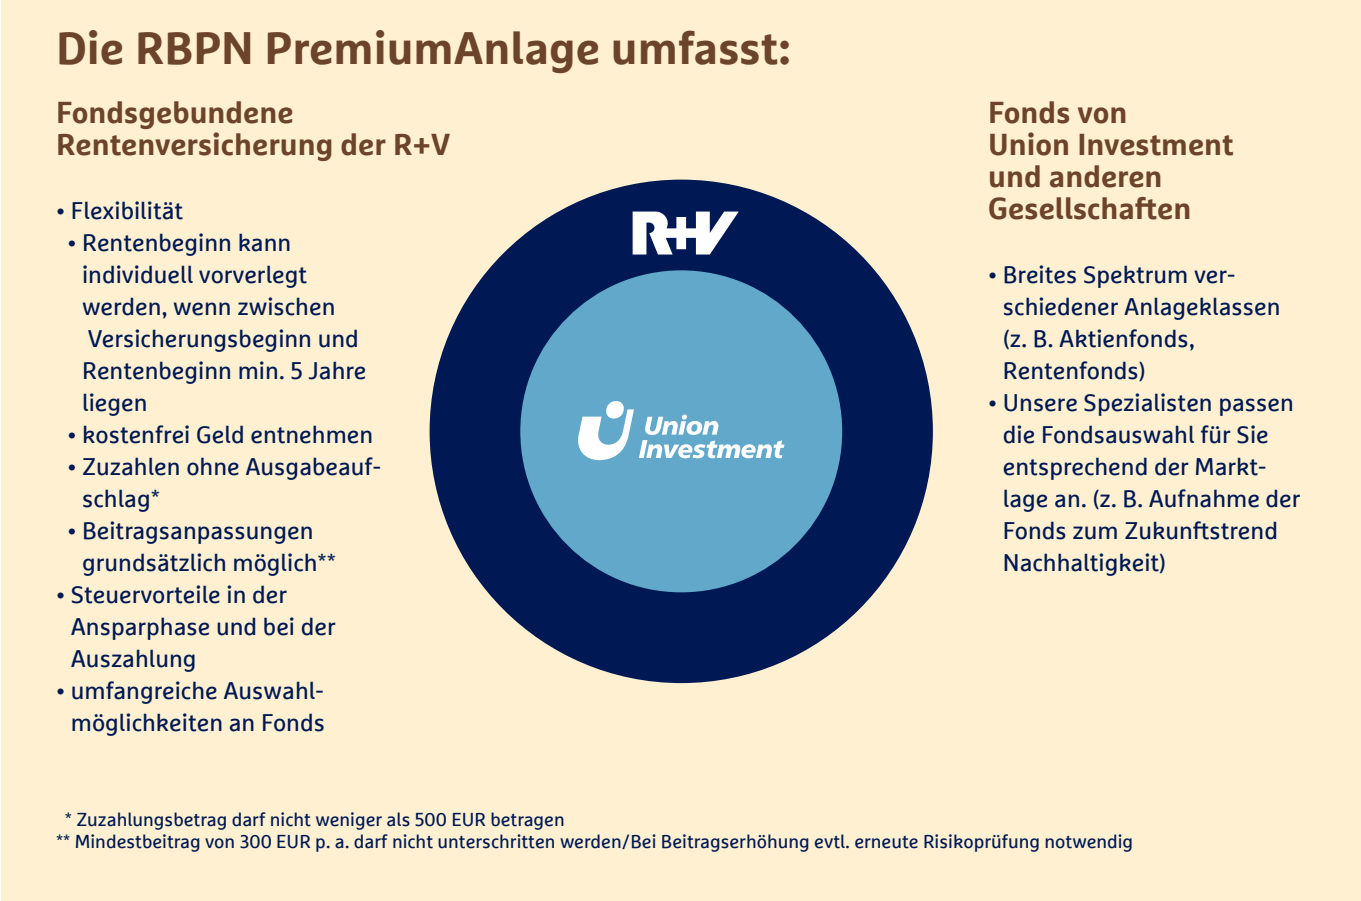 Die RBPN PremiumAnlage umfasst:
Fondsgebundene
Rentenversicherung der R+V
• Flexibilität
• Rentenbeginn kann
individuell vorverlegt
werden, wenn zwischen
Versicherungsbeginn und
Rentenbeginn min. 5 Jahre
liegen
• kostenfrei Geld entnehmen
• Zuzahlen ohne Ausgabeauf-
schlag*
• Beitragsanpassungen
grundsätzlich möglich**
• Steuervorteile in der
Ansparphase und bei der
Auszahlung
• umfangreiche Auswahl-
möglichkeiten an Fonds
R+V
Union
Investment
Fonds von
Union Investment
und anderen
Gesellschaften
• Breites Spektrum ver-
schiedener Anlageklassen
(z. B. Aktienfonds,
Rentenfonds)
• Unsere Spezialisten passen
die Fondsauswahl für Sie
entsprechend der Markt-
lage an. (z. B. Aufnahme der
Fonds zum Zukunftstrend
Nachhaltigkeit)
* Zuzahlungsbetrag darf nicht weniger als 500 EUR betragen
** Mindestbeitrag von 300 EUR p. a. darf nicht unterschritten werden/Bei Beitragserhöhung evtl. erneute Risikoprüfung notwendig